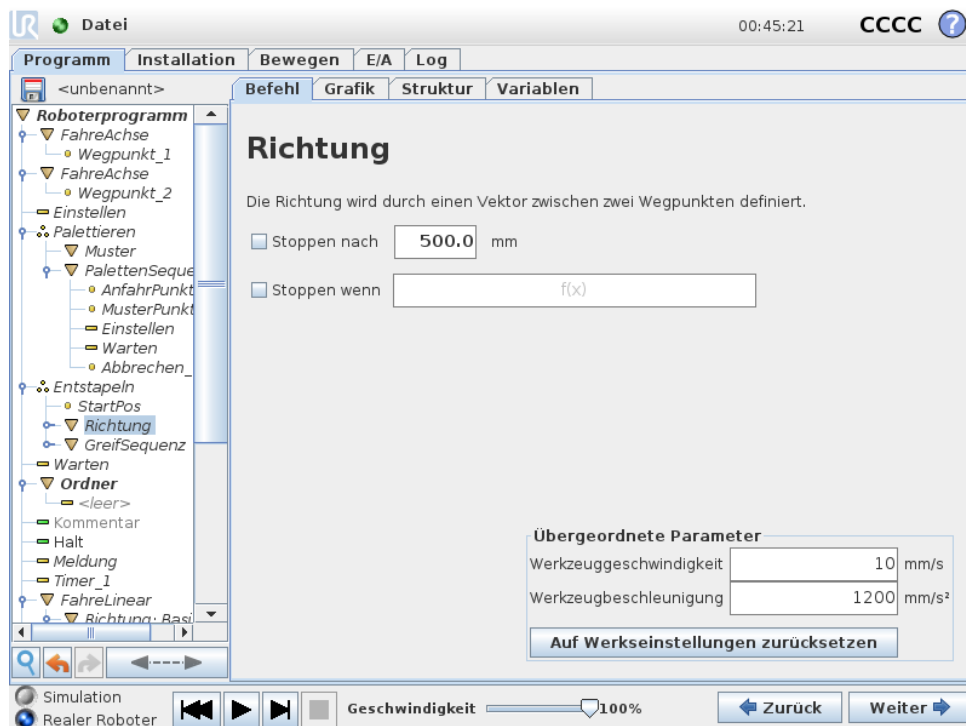 UR Datei 00:45:21 CCCC ?
Programm Installation Bewegen E/A Log
<unbenannt>
Befehl Grafik Struktur Variablen
Roboterprogramm
FahreAchse
Wegpunkt_1
FahreAchse
Wegpunkt_2
Einstellen
Palettieren
Muster
PalettenSeque
AnfahrPunkt
MusterPunkt
Einstellen
Warten
Abbrechen_
Entstapeln
StartPos
Richtung
GreifSequenz
Warten
Ordner
<leer>
Kommentar
Halt
Meldung
Timer_1
FahreLinear
Richtung: Basi
Richtung
Die Richtung wird durch einen Vektor zwischen zwei Wegpunkten definiert.
Stoppen nach 500.0 mm
Stoppen wenn f(x)
Übergeordnete Parameter
Werkzeuggeschwindigkeit 10 mm/s
Werkzeugbeschleunigung 1200 mm/s²
Auf Werkseinstellungen zurücksetzen
Simulation
Realer Roboter
Geschwindigkeit 100%
Zurück Weiter